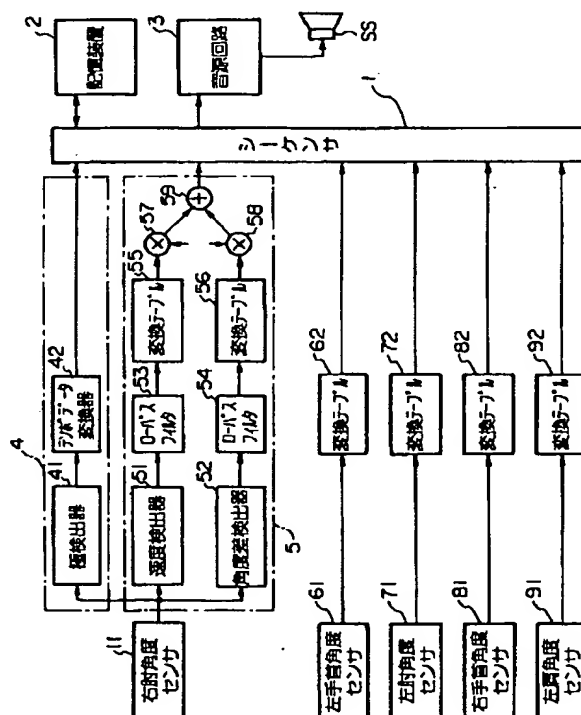 2
記憶装置
3
音源回路
SS
1
シーケンサ
4
41
極検出器
42
テンポデータ
変換器
5
51
速度検出器
53
ローパス
フィルタ
55
変換テーブル
57
×
59
+
52
角度差検出器
54
ローパス
フィルタ
56
変換テーブル
58
×
11
右肘角度
センサ
61
左手首角度
センサ
62
変換テーブル
71
左肘角度
センサ
72
変換テーブル
81
右手首角度
センサ
82
変換テーブル
91
左肩角度
センサ
92
変換テーブル